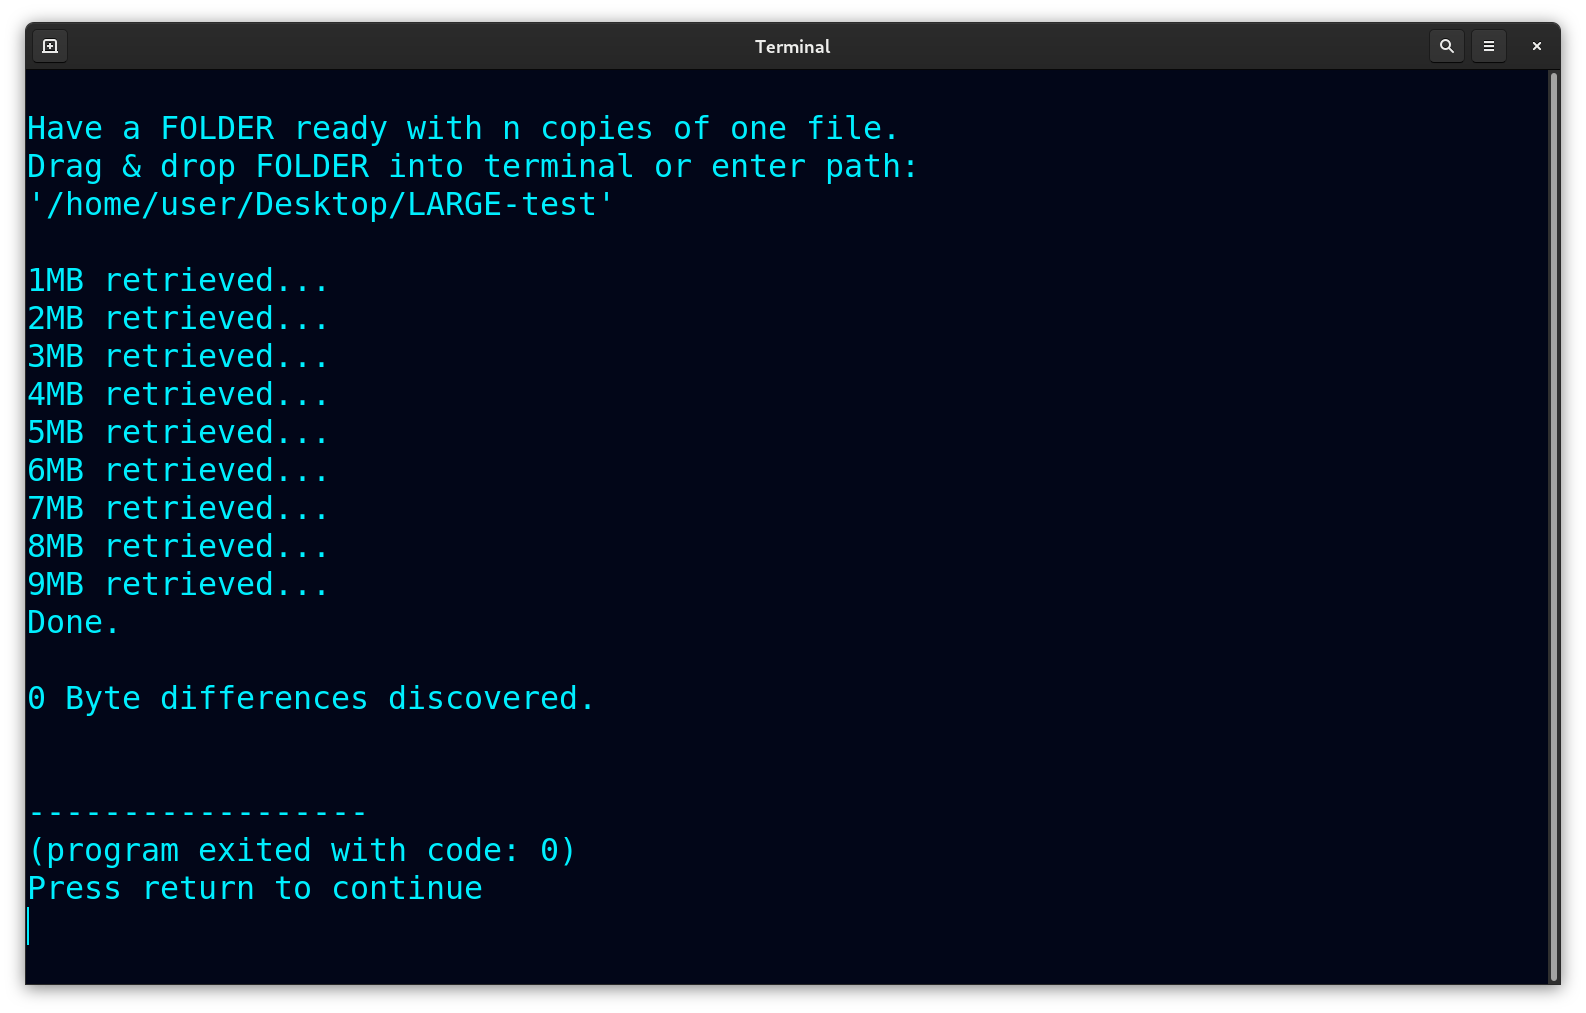 Terminal
Have a FOLDER ready with n copies of one file.
Drag & drop FOLDER into terminal or enter path:
'/home/user/Desktop/LARGE-test'
1MB retrieved...
2MB retrieved...
3MB retrieved...
4MB retrieved...
5MB retrieved...
6MB retrieved...
7MB retrieved...
8MB retrieved...
9MB retrieved...
Done.
0 Byte differences discovered.
------------------
(program exited with code: 0)
Press return to continue